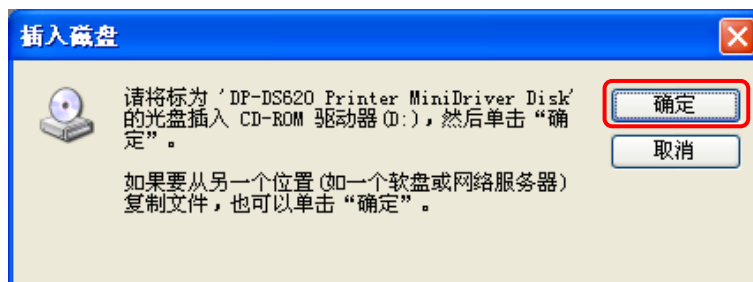 插入磁盘
请将标为 'DP-DS620 Printer MiniDriver Disk'
的光盘插入 CD-ROM 驱动器(D:)，然后单击“确
定”。
如果要从另一个位置(如一个软盘或网络服务器)
复制文件，也可以单击“确定”。
确定
取消